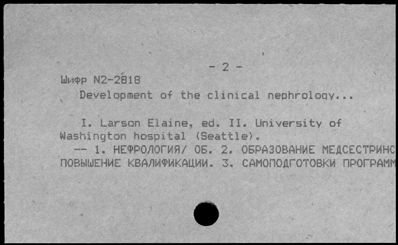 - 2 -
Шифр N2-2818
Development of the clinical nephrology...
I. Larson Elaine, ed. II. University of
Washington hospital (Seattle).
-- 1. НЕФРОЛОГИЯ/ ОБ. 2. ОБРАЗОВАНИЕ МЕДСЕСТРИНС
ПОВЫШЕНИЕ КВАЛИФИКАЦИИ. 3. САМОПОДГОТОВКИ ПРОГРАММ